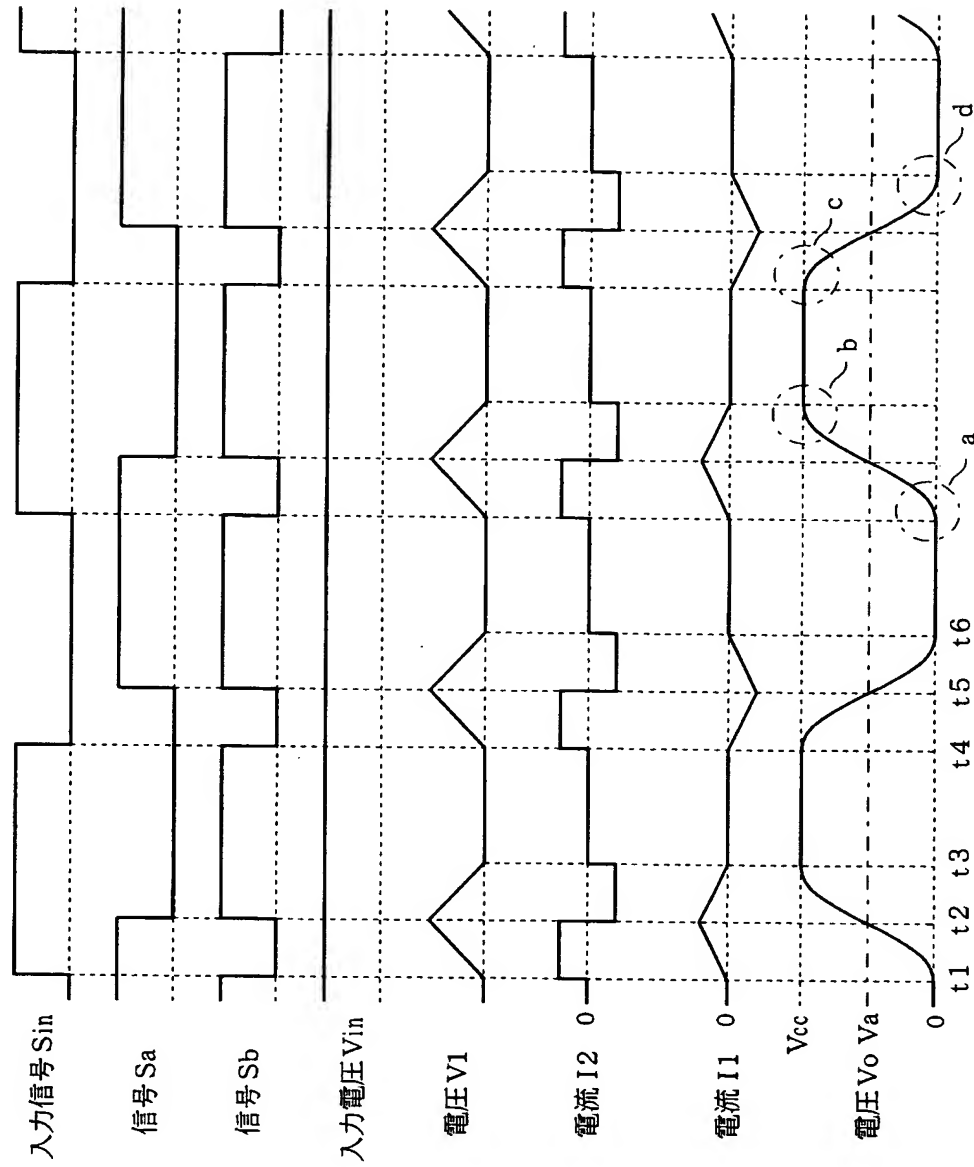 入力信号 Sin
信号 Sa
信号 Sb
入力電圧 Vin
電圧 V1
電流 I2
0
電流 I1
0
Vcc
電圧 Vo Va
0
t1 t2 t3 t4 t5 t6
a
b
c
d